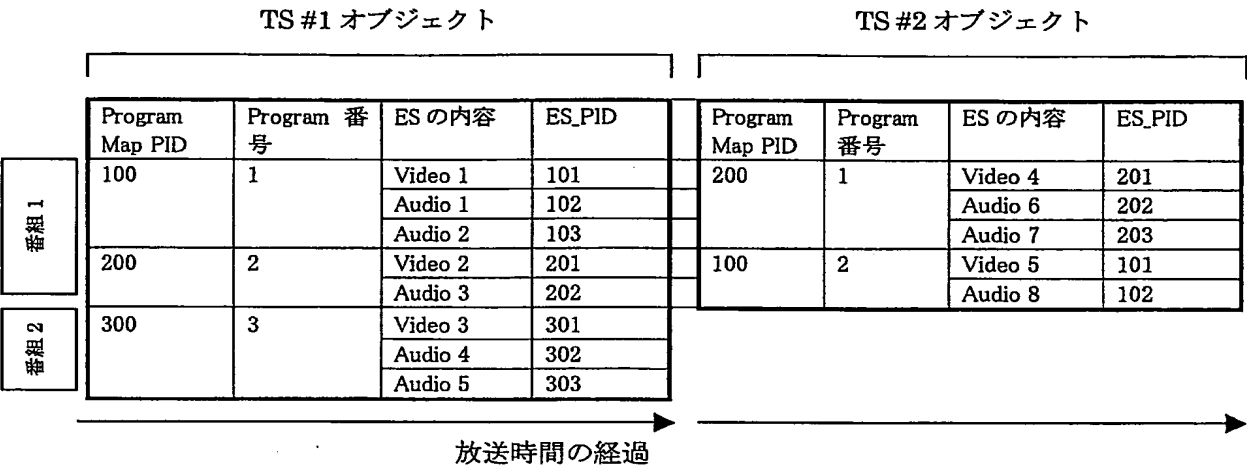 TS #1 オブジェクト
TS #2 オブジェクト
Program Map PID Program 番号 ES の内容 ES_PID
番組 1
100 1 Video 1 101
Audio 1 102
Audio 2 103
200 2 Video 2 201
Audio 3 202
番組 2
300 3 Video 3 301
Audio 4 302
Audio 5 303
Program Map PID Program 番号 ES の内容 ES_PID
200 1 Video 4 201
Audio 6 202
Audio 7 203
100 2 Video 5 101
Audio 8 102
放送時間の経過